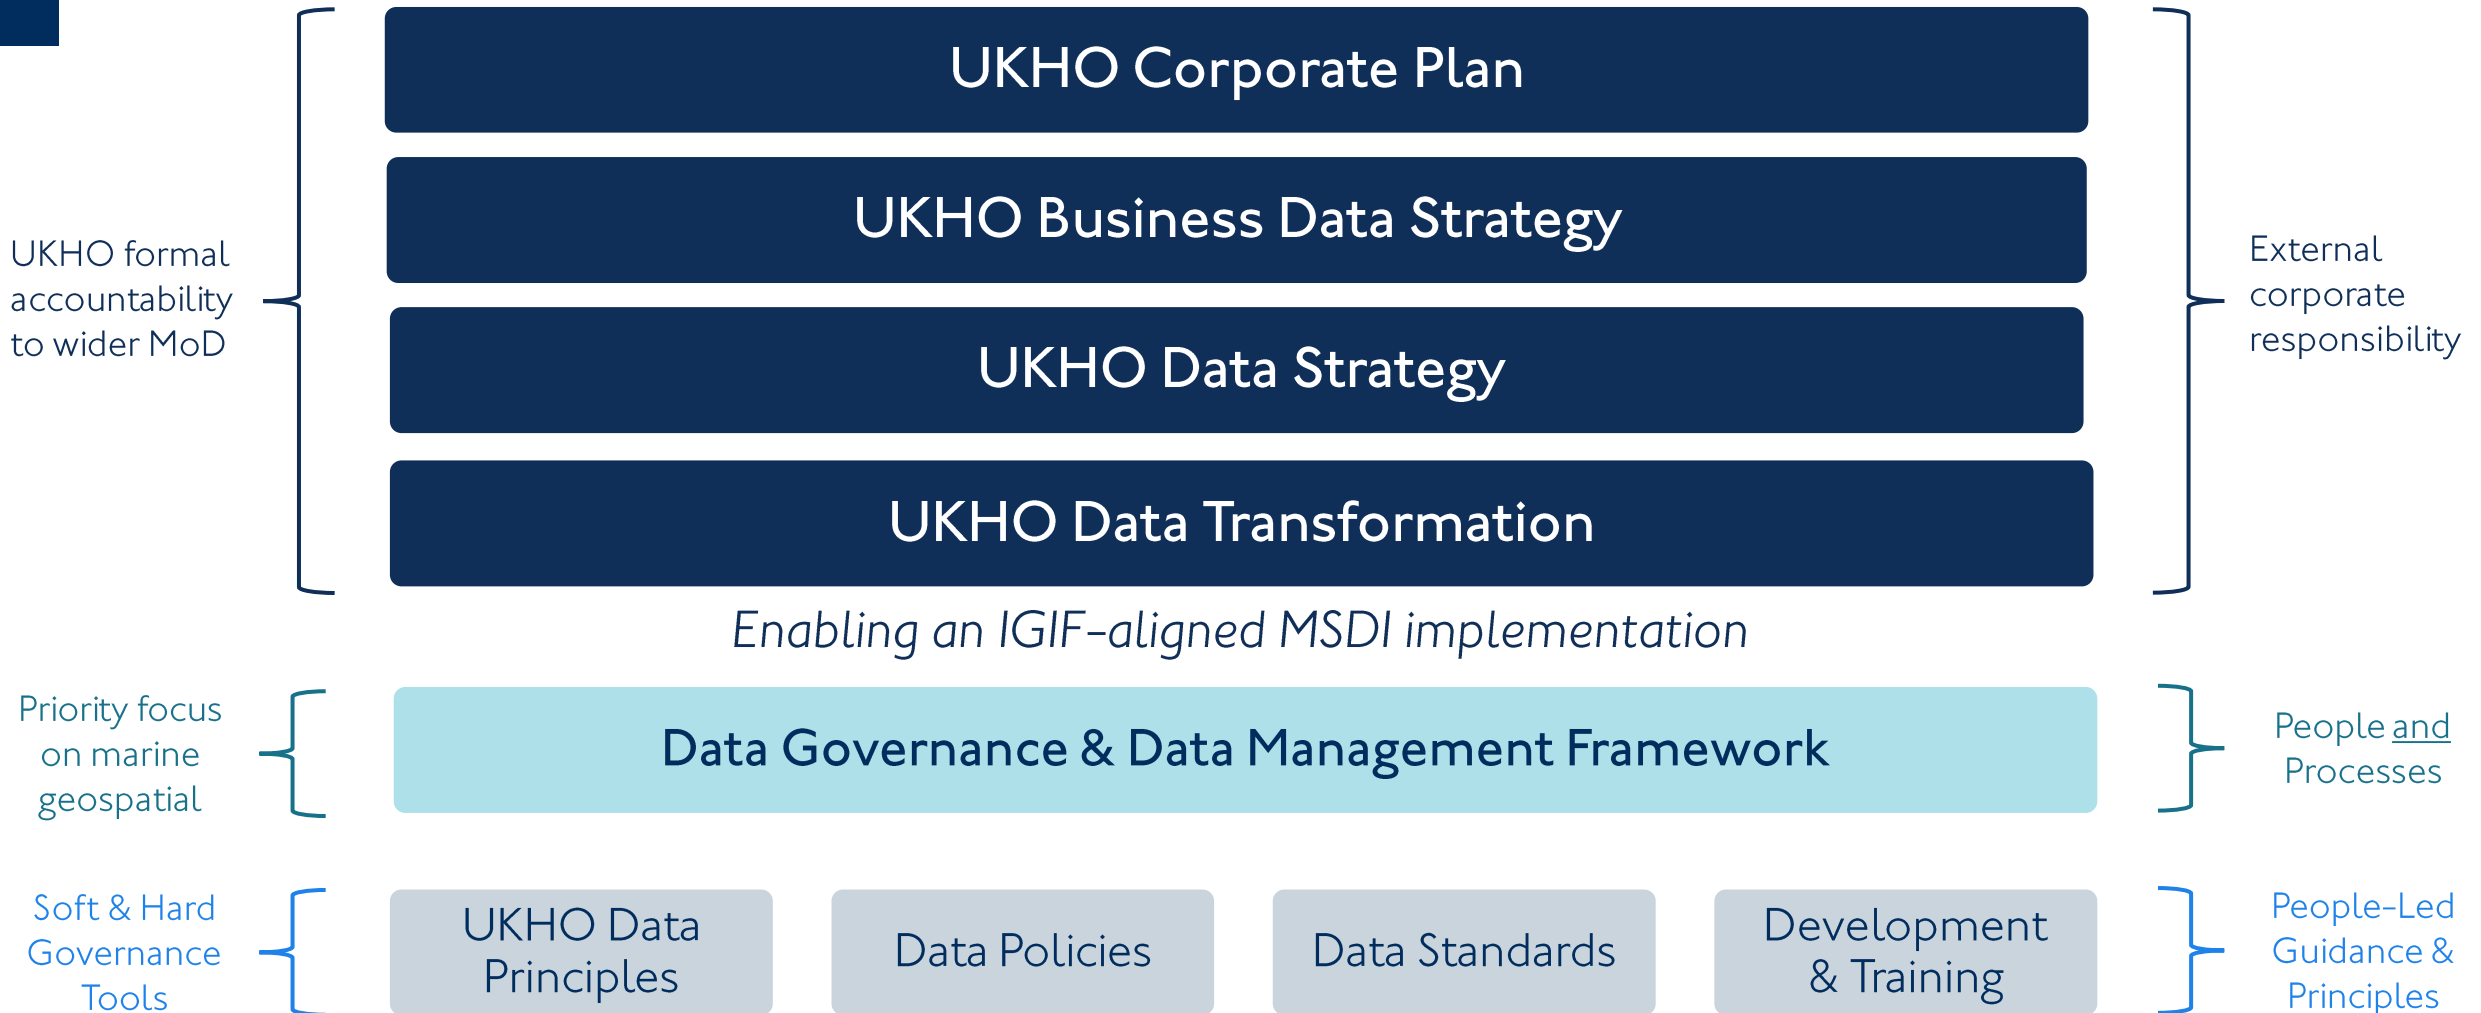 UKHO Corporate Plan
UKHO Business Data Strategy
UKHO Data Strategy
UKHO Data Transformation
UKHO formal
accountability
to wider MoD
External
corporate
responsibility
Enabling an IGIF-aligned MSDI implementation
Priority focus
on marine
geospatial
Data Governance & Data Management Framework
People and
Processes
Soft & Hard
Governance
Tools
UKHO Data
Principles
Data Policies
Data Standards
Development
& Training
People-Led
Guidance &
Principles